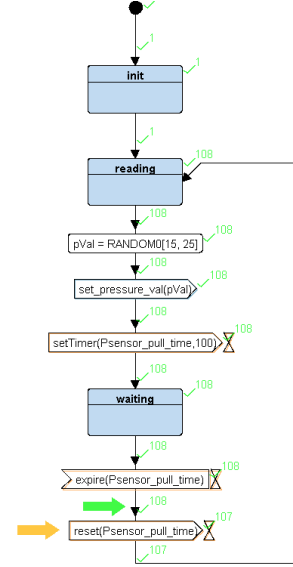 1
init
1
1
reading
108
108
pVal = RANDOM0[15, 25]
108
108
set_pressure_val(pVal)
108
108
setTimer(Psensor_pull_time,100)
108
108
waiting
108
108
expire(Psensor_pull_time)
108
108
reset(Psensor_pull_time)
107
107